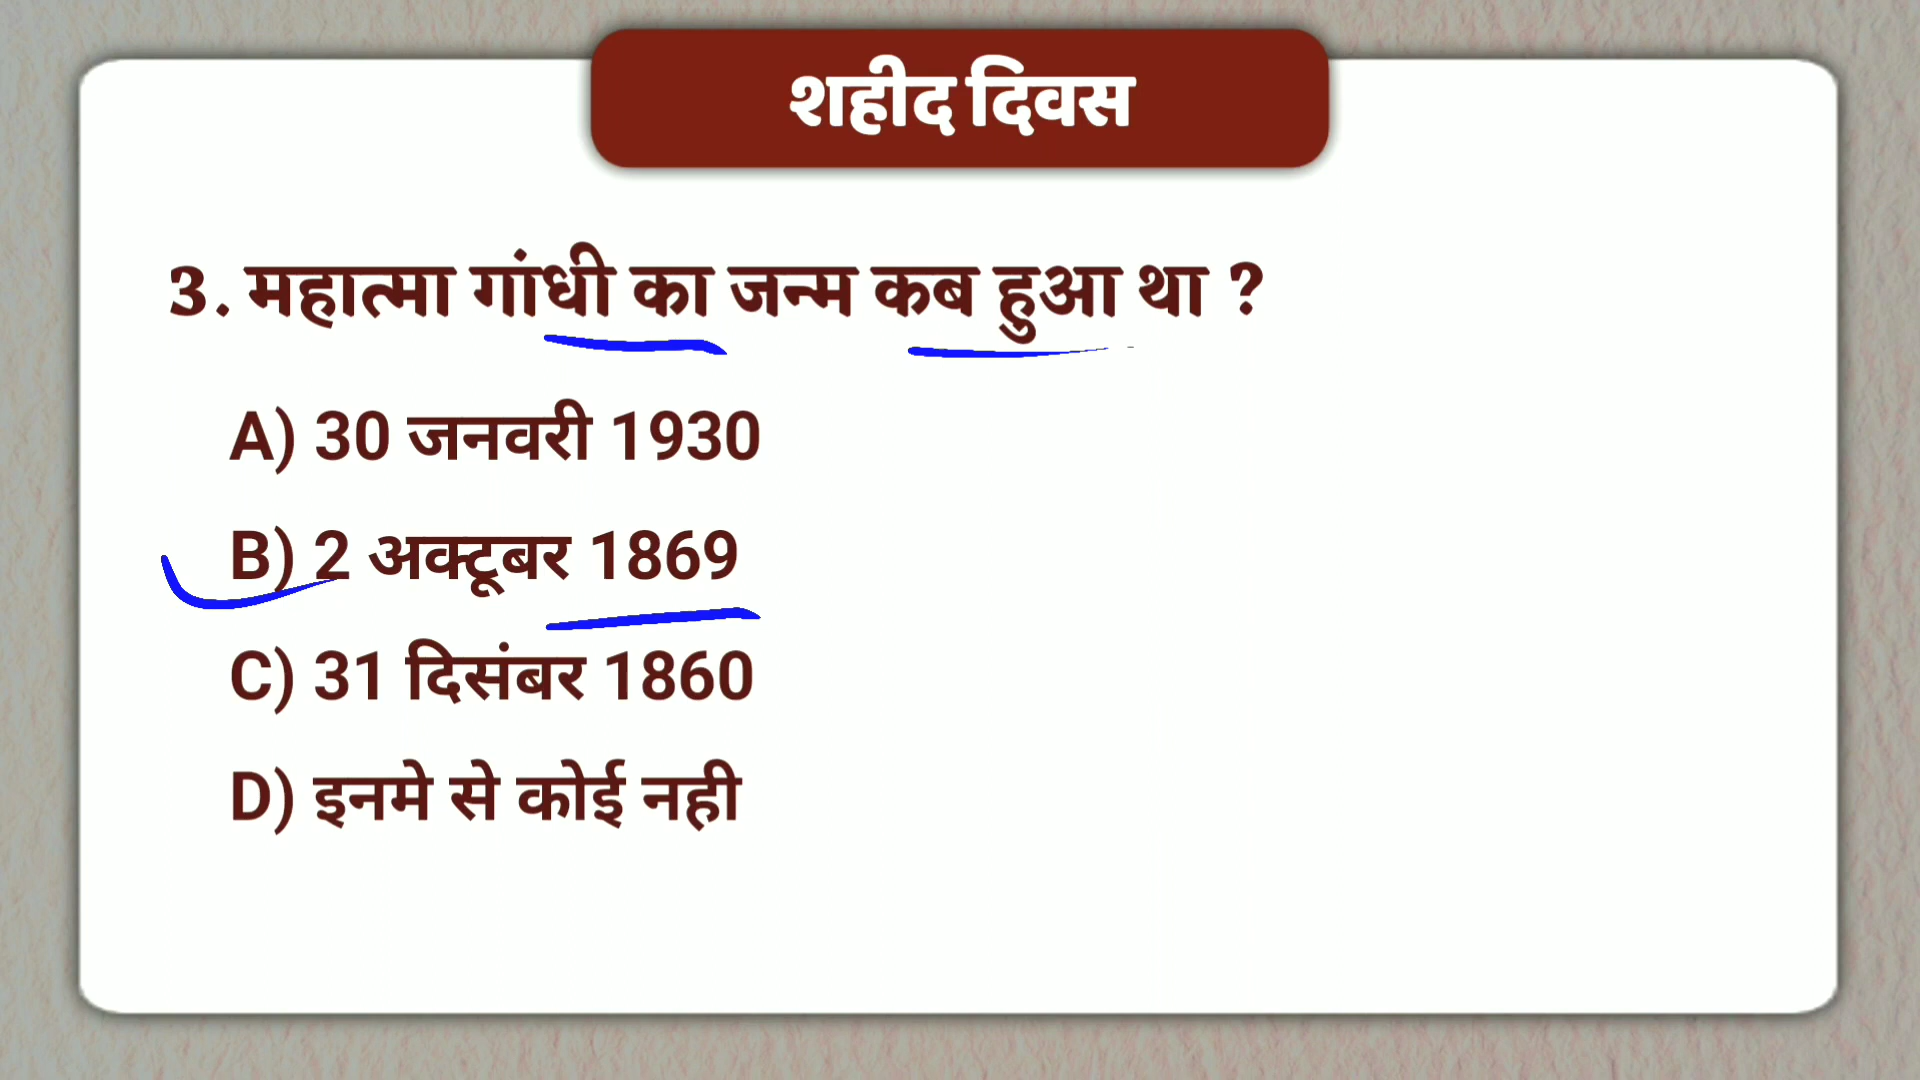 शहीद दिवस
3. महात्मा गांधी का जन्म कब हुआ था ?
A) 30 जनवरी 1930
B) 2 अक्टूबर 1869
C) 31 दिसंबर 1860
D) इनमे से कोई नही